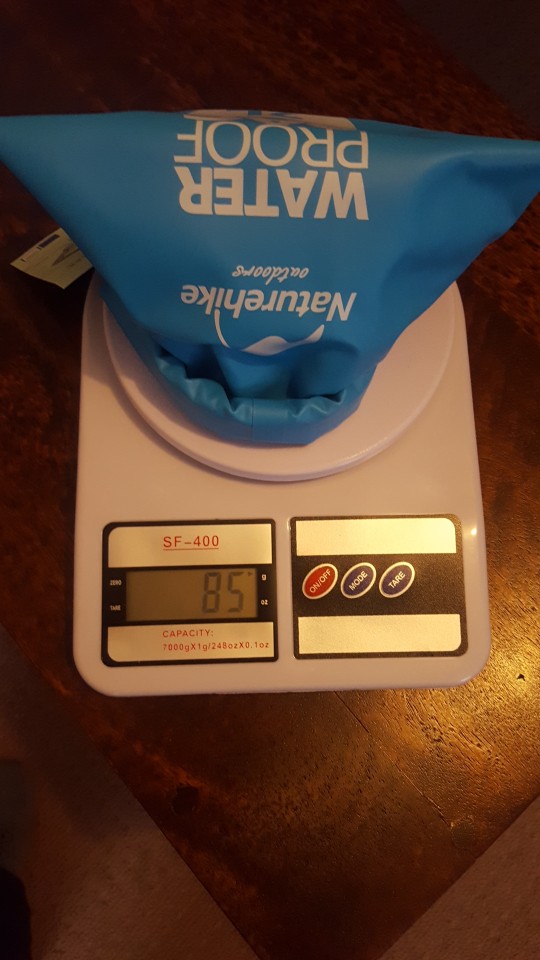 WATER
PROOF
Naturehike
outdoors
SF-400
ZERO
TARE
85
g
oz
CAPACITY:
7000gX1g/248ozX0.1oz
ON/OFF
MODE
TARE